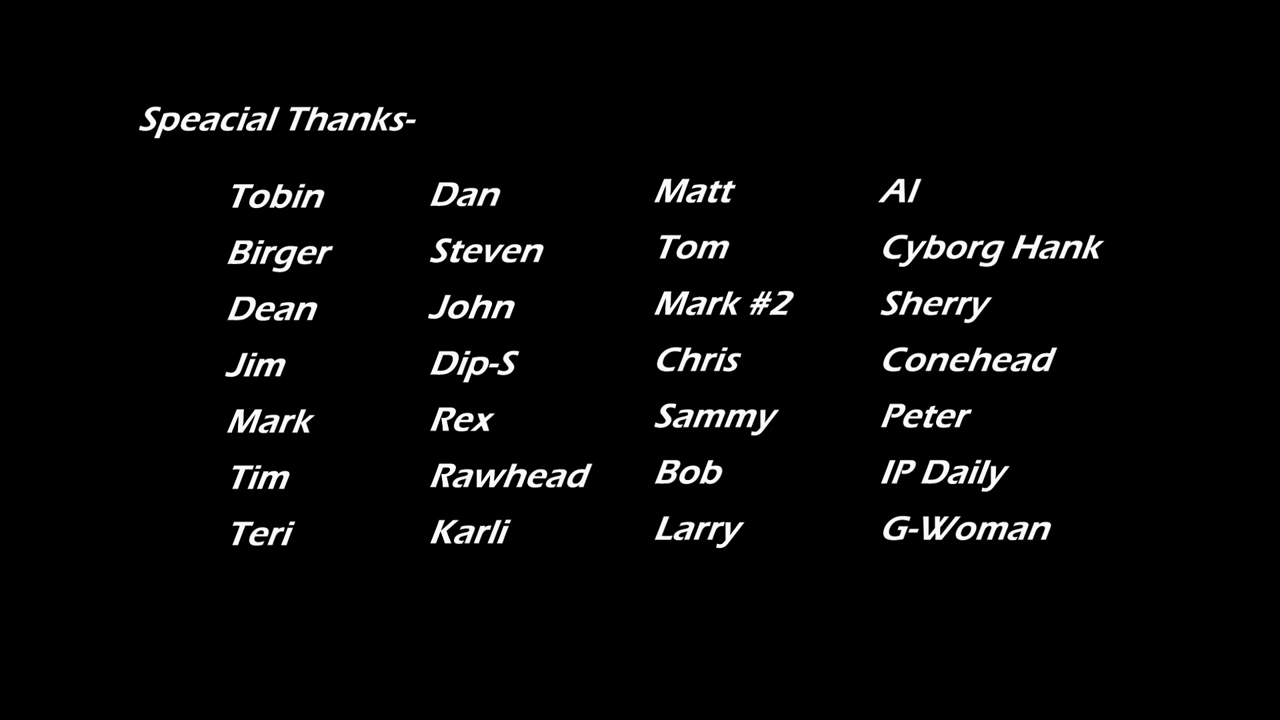 Speacial Thanks-
Tobin Dan Matt Al
Birger Steven Tom Cyborg Hank
Dean John Mark #2 Sherry
Jim Dip-S Chris Conehead
Mark Rex Sammy Peter
Tim Rawhead Bob IP Daily
Teri Karli Larry G-Woman